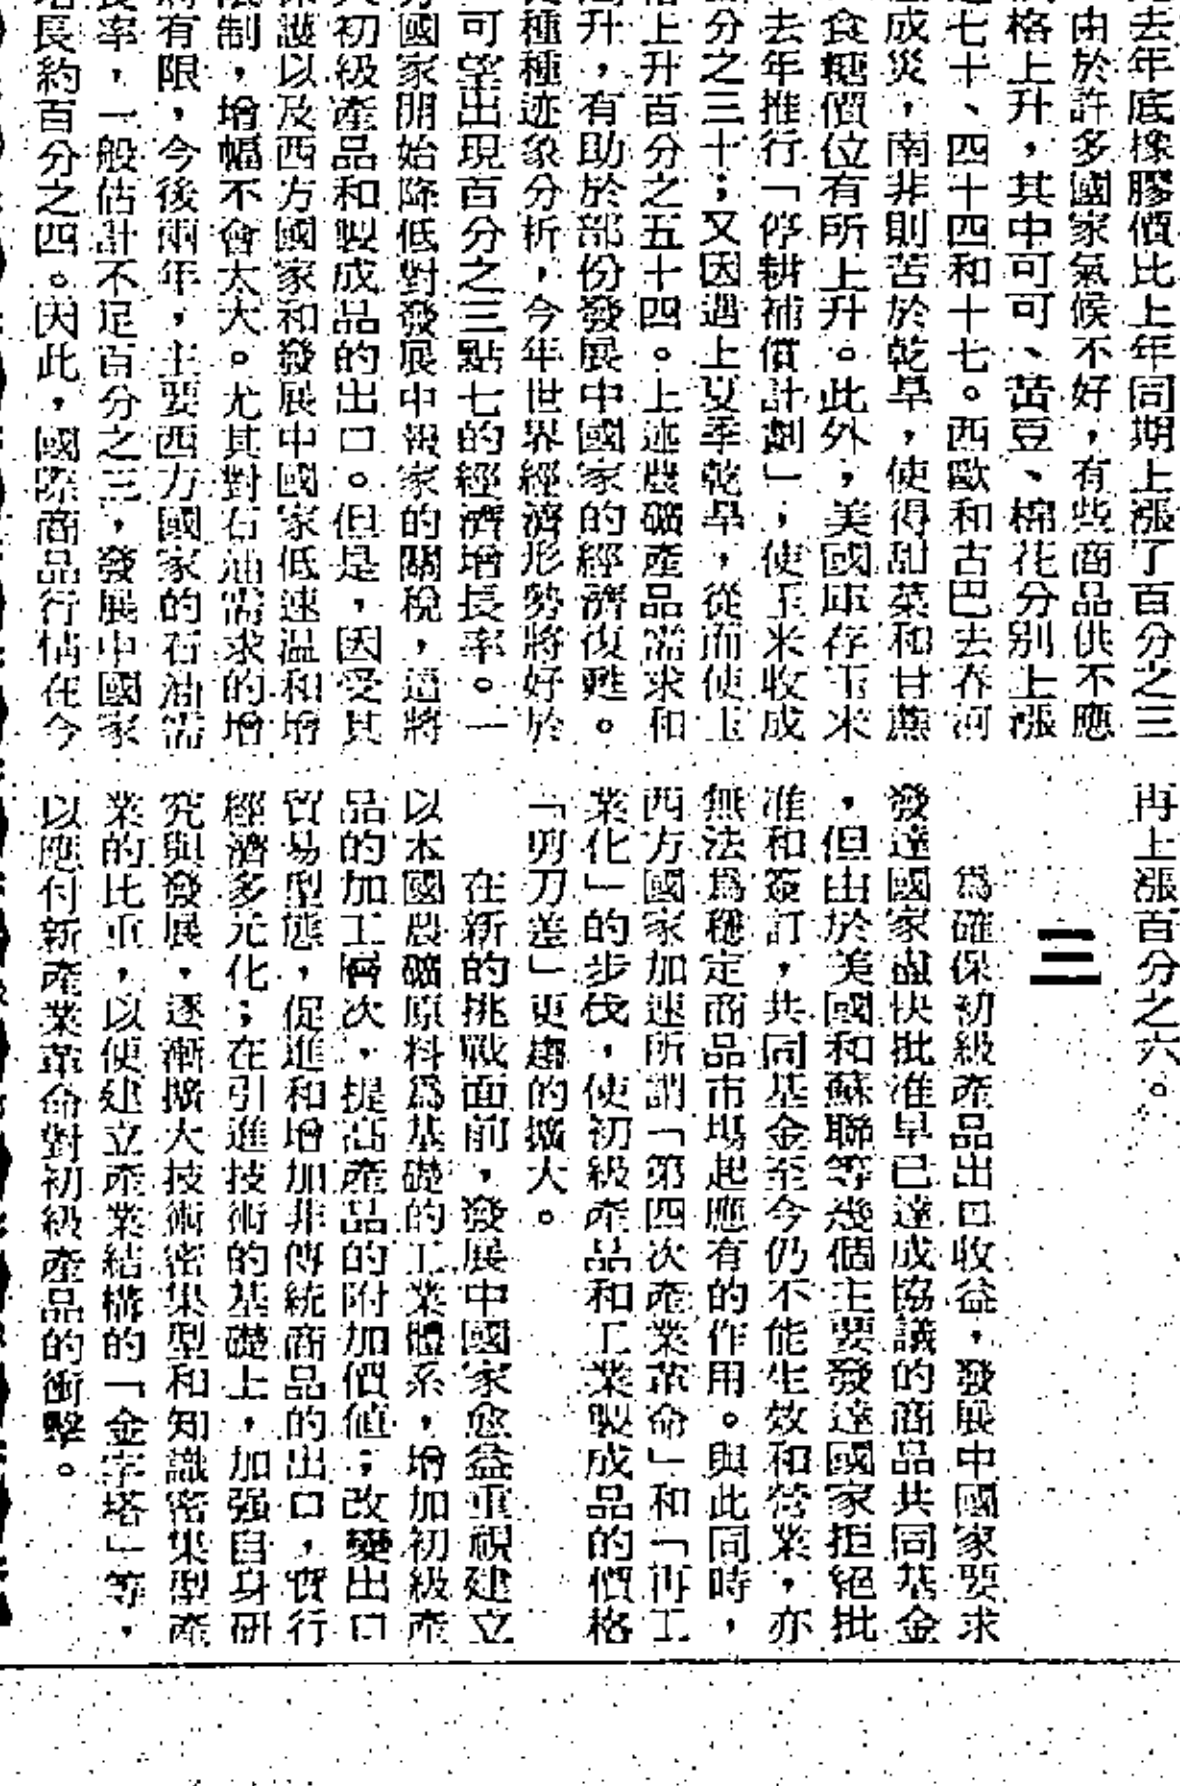 去年底橡膠價比上年同期上漲了百分之三
由於許多國家氣候不好，有些商品供不應
格上升，其中可可、苦豆、棉花分別上漲
七十、四十四和十七。西歐和古巴去春河
成災，南非則苦於乾旱，使得甜菜和甘蔗
食糖價位有所上升。此外，美國庫存玉米
去年推行「停耕補償計劃」，使玉米收成
分之三十；又因遇上夏季乾旱，從而使玉
上升百分之五十四。上述農礦產品需求和
升，有助於部份發展中國家的經濟復甦。
種種迹象分析，今年世界經濟形勢將好於
可望出現百分之三點七的經濟增長率。一
國家開始降低對發展中國家的關稅，這將
初級產品和製成品的出口。但是，因受其
護以及西方國家和發展中國家低速温和增
制，增幅不會太大。尤其對石油需求的增
有限，今後兩年，主要西方國家的石油需
率，一般估計不足百分之三，發展中國家
長約百分之四。因此，國際商品行情在今
再上漲百分之六。
三
爲確保初級產品出口收益，發展中國家要求
發達國家盡快批准早已達成協議的商品共同基金
，但由於美國和蘇聯等幾個主要發達國家拒絕批
准和簽訂，共同基金至今仍不能生效和營業，亦
無法爲穩定商品市場起應有的作用。與此同時，
西方國家加速所謂「第四次產業革命」和「再工
業化」的步伐，使初級產品和工業製成品的價格
「剪刀差」更趨的擴大。
在新的挑戰面前，發展中國家愈益重視建立
以本國農礦原料爲基礎的工業體系，增加初級產
品的加工層次，提高產品的附加價值；改變出口
貿易型態，促進和增加非傳統商品的出口，實行
經濟多元化；在引進技術的基礎上，加强自身研
究與發展，逐漸擴大技術密集型和知識密集型產
業的比重，以便建立產業結構的「金字塔」等，
以應付新產業革命對初級產品的衝擊。